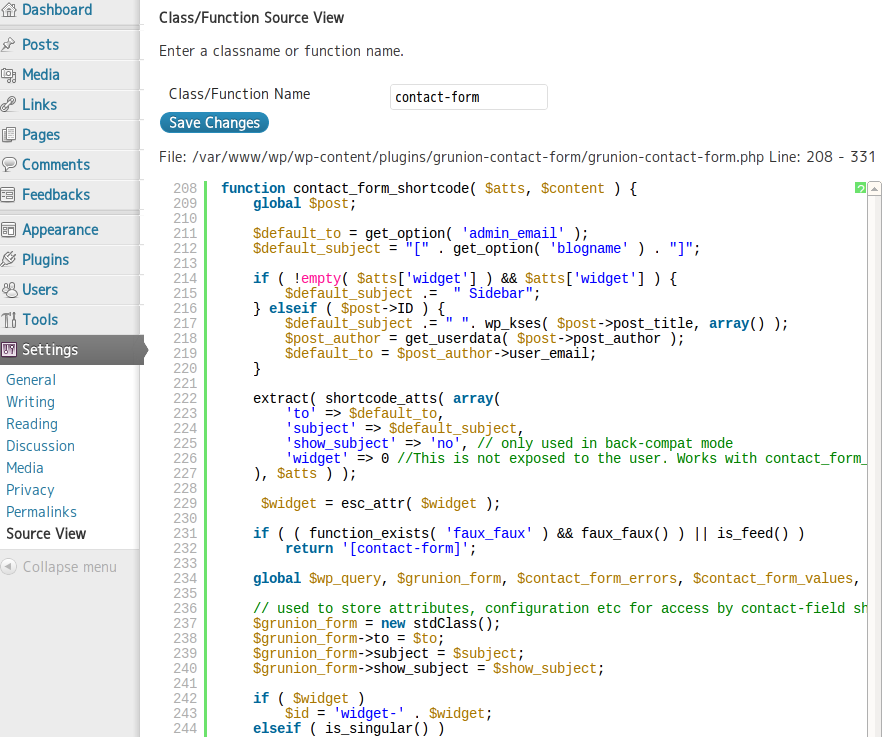 Dashboard
Posts
Media
Links
Pages
Comments
Feedbacks
Appearance
Plugins
Users
Tools
Settings
General
Writing
Reading
Discussion
Media
Privacy
Permalinks
Source View
Collapse menu
Class/Function Source View
Enter a classname or function name.
Class/Function Name contact-form
Save Changes
File: /var/www/wp/wp-content/plugins/grunion-contact-form/grunion-contact-form.php Line: 208 - 331
?
208 function contact_form_shortcode( $atts, $content ) {
209 global $post;
210
211 $default_to = get_option( 'admin_email' );
212 $default_subject = "[" . get_option( 'blogname' ) . "]";
213
214 if ( !empty( $atts['widget'] ) && $atts['widget'] ) {
215 $default_subject .=  " Sidebar";
216 } elseif ( $post->ID ) {
217 $default_subject .= " ". wp_kses( $post->post_title, array() );
218 $post_author = get_userdata( $post->post_author );
219 $default_to = $post_author->user_email;
220 }
221
222 extract( shortcode_atts( array(
223 'to' => $default_to,
224 'subject' => $default_subject,
225 'show_subject' => 'no', // only used in back-compat mode
226 'widget' => 0 //This is not exposed to the user. Works with contact_form_
227 ), $atts ) );
228
229 $widget = esc_attr( $widget );
230
231 if ( ( function_exists( 'faux_faux' ) && faux_faux() ) || is_feed() )
232 return '[contact-form]';
233
234 global $wp_query, $grunion_form, $contact_form_errors, $contact_form_values,
235
236 // used to store attributes, configuration etc for access by contact-field sh
237 $grunion_form = new stdClass();
238 $grunion_form->to = $to;
239 $grunion_form->subject = $subject;
240 $grunion_form->show_subject = $show_subject;
241
242 if ( $widget )
243 $id = 'widget-' . $widget;
244 elseif ( is_singular() )